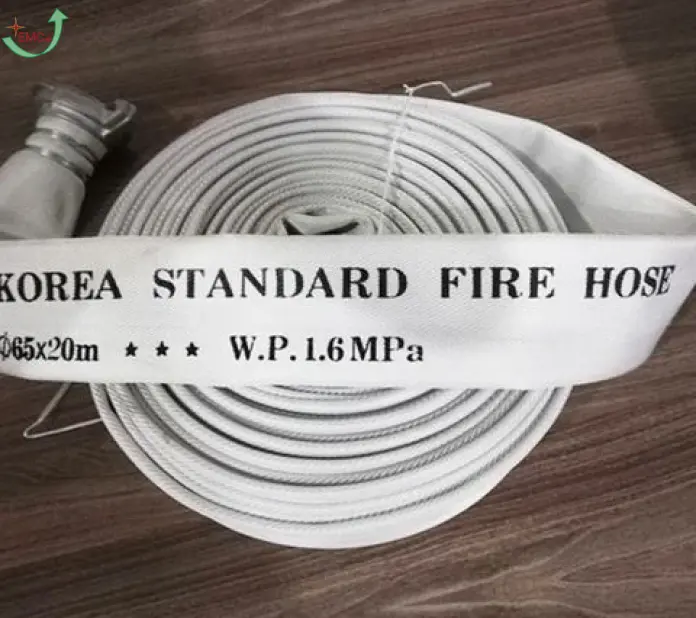 KOREA STANDARD FIRE HOSE
Φ65x20m ★ ★ ★ W.P.1.6MPa